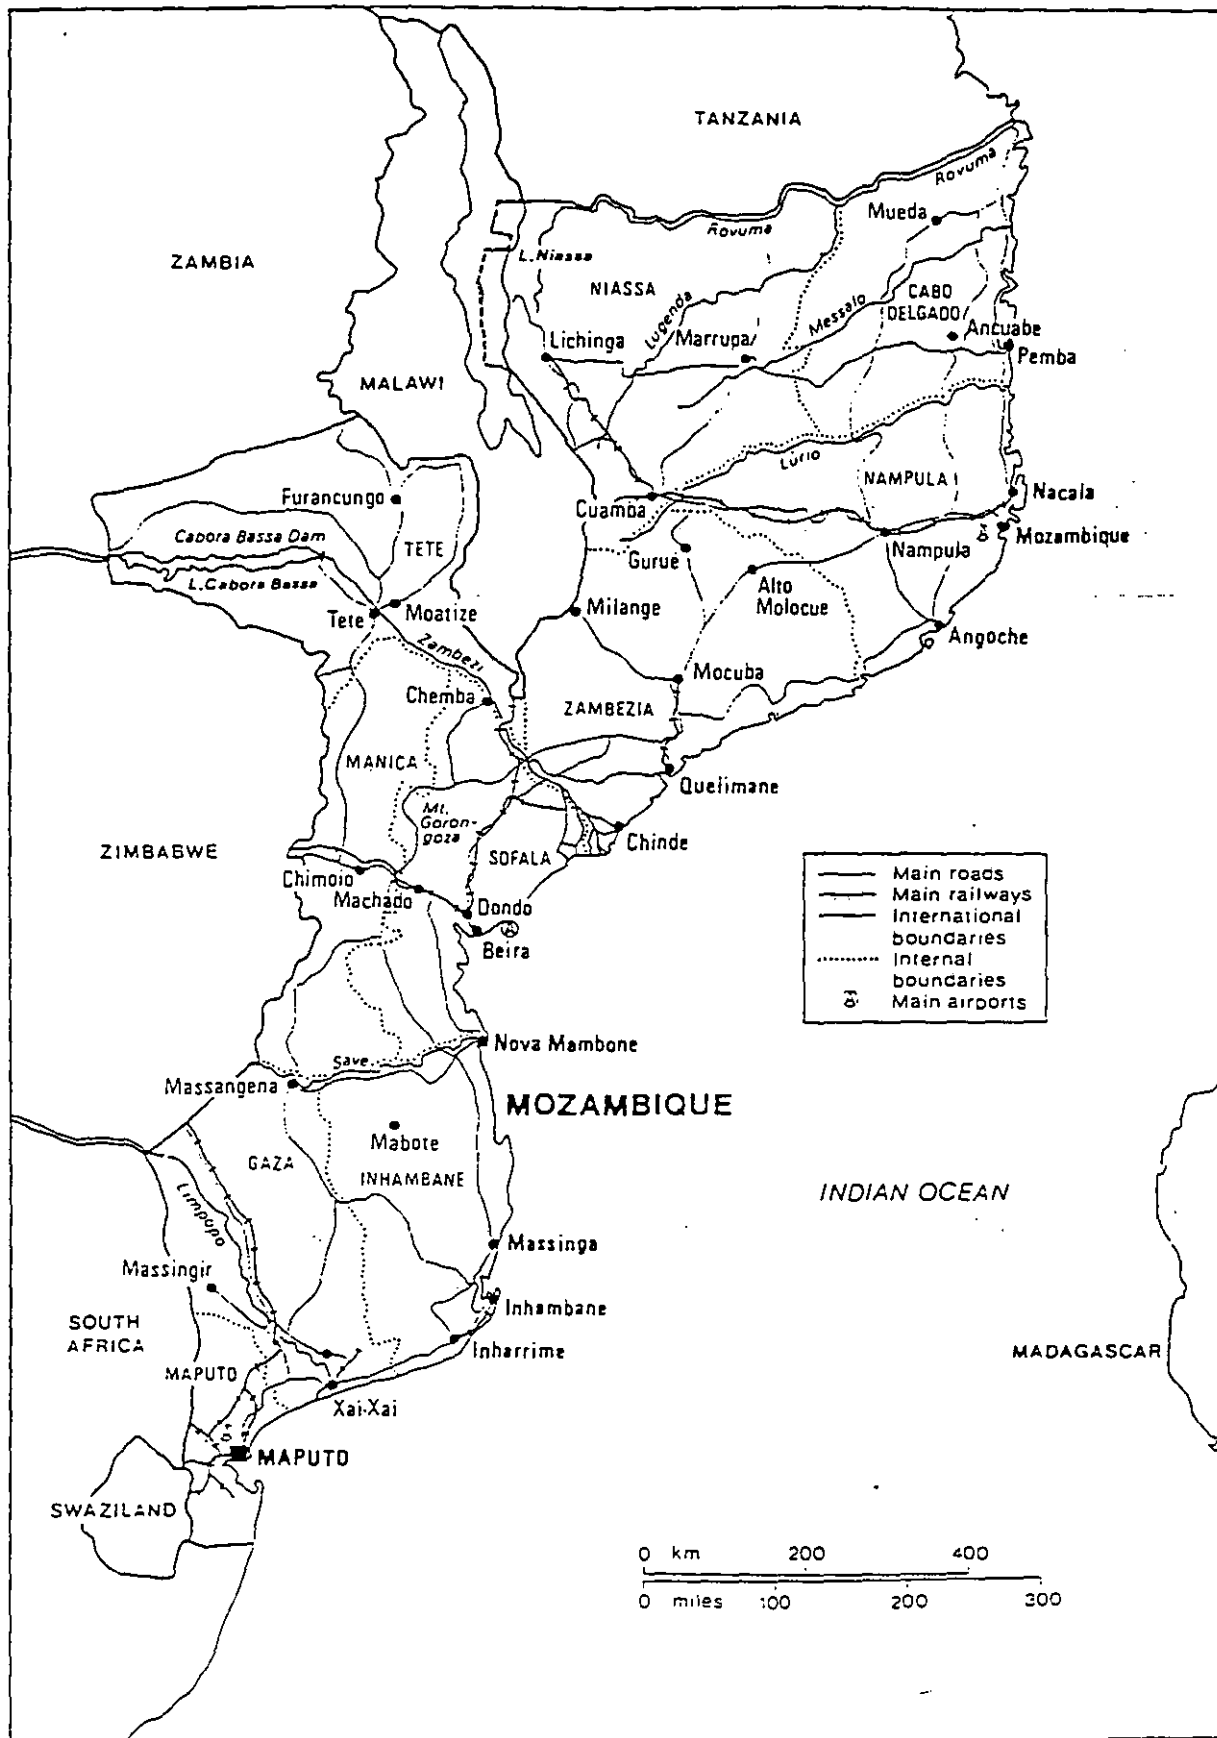 TANZANIA
Rovuma
Mueda
Rovuma
ZAMBIA
L. Niassa
NIASSA
CABO
DELGADO
Lugenda
Messalo
Ancuabe
Lichinga
Marrupa
Pemba
MALAWI
Lurio
NAMPULA
Furancungo
Nacala
Cuamba
Cabora Bassa Dam
TETE
Mozambique
Gurue
Nampula
L. Cabora Bassa
Alto
Molocue
Tete
Moatize
Milange
Angoche
Zambezi
Mocuba
Chemba
ZAMBEZIA
MANICA
Quelimane
Mt.
Goron-
goza
Chinde
ZIMBABWE
SOFALA
Chimoio
Machado
Dondo
Beira
Main roads
Main railways
International
boundaries
Internal
boundaries
Main airports
Nova Mambone
Save
Massangena
MOZAMBIQUE
Mabote
GAZA
INHAMBANE
Limpopo
INDIAN OCEAN
Massinga
Massingir
Inhambane
SOUTH
AFRICA
Inharrime
MADAGASCAR
MAPUTO
Xai-Xai
MAPUTO
SWAZILAND
0 km 200 400
0 miles 100 200 300